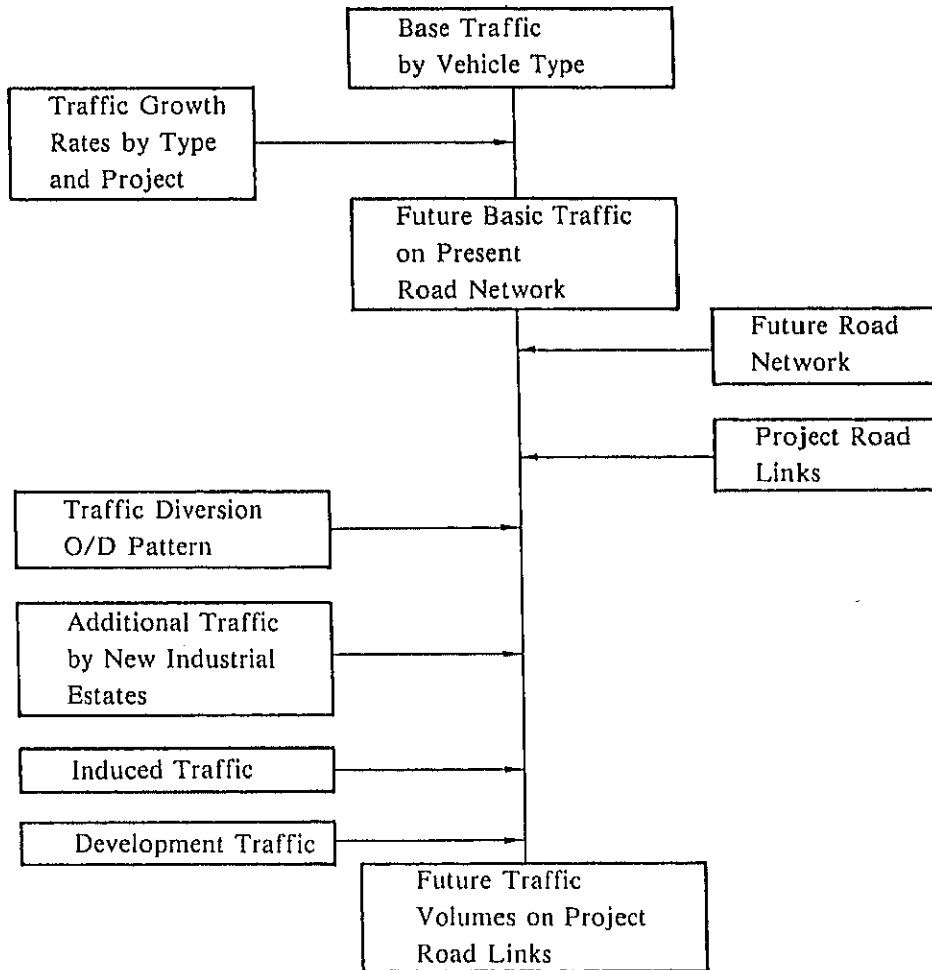 Base Traffic
by Vehicle Type
Traffic Growth
Rates by Type
and Project
Future Basic Traffic
on Present
Road Network
Future Road
Network
Project Road
Links
Traffic Diversion
O/D Pattern
Additional Traffic
by New Industrial
Estates
Induced Traffic
Development Traffic
Future Traffic
Volumes on Project
Road Links